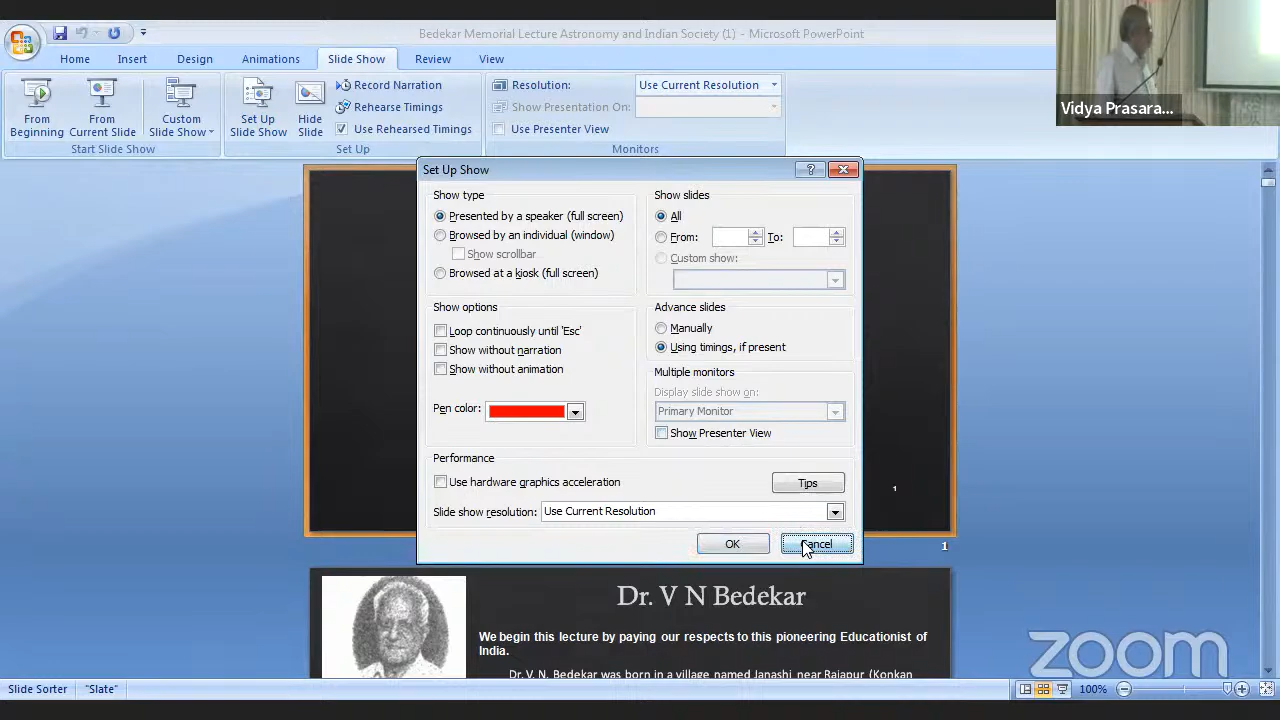 Bedekar Memorial Lecture Astronomy and Indian Society (1) - Microsoft PowerPoint
Home Insert Design Animations Slide Show Review View
From Beginning
From Current Slide
Custom Slide Show
Start Slide Show
Set Up Slide Show
Hide Slide
Record Narration
Rehearse Timings
Use Rehearsed Timings
Set Up
Resolution: Use Current Resolution
Show Presentation On:
Use Presenter View
Monitors
Vidya Prasara...
Set Up Show
Show type
Presented by a speaker (full screen)
Browsed by an individual (window)
Show scrollbar
Browsed at a kiosk (full screen)
Show slides
All
From: To:
Custom show:
Show options
Loop continuously until 'Esc'
Show without narration
Show without animation
Pen color:
Advance slides
Manually
Using timings, if present
Multiple monitors
Display slide show on:
Primary Monitor
Show Presenter View
Performance
Use hardware graphics acceleration
Tips
Slide show resolution: Use Current Resolution
OK Cancel
1
1
Dr. V N Bedekar
We begin this lecture by paying our respects to this pioneering Educationist of
India.
Dr. V. N. Bedekar was born in a village named Janashi near Rajapur (Konkan
zoom
Slide Sorter "Slate" 100%